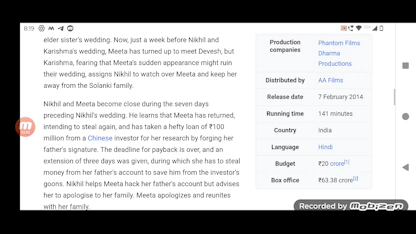 8:19
elder sister's wedding. Now, just a week before Nikhil and
Karishma's wedding, Meeta has turned up to meet Devesh, but
Karishma, fearing that Meeta's sudden appearance might ruin
their wedding, assigns Nikhil to watch over Meeta and keep her
away from the Solanki family.
Nikhil and Meeta become close during the seven days
preceding Nikhil's wedding. He learns that Meeta has returned,
intending to steal again, and has taken a hefty loan of ₹100
million from a Chinese investor for her research by forging her
father's signature. The deadline for payback is over, and an
extension of three days was given, during which she has to steal
money from her father's account to save him from the investor's
goons. Nikhil helps Meeta hack her father's account but advises
her to apologise to her family. Meeta apologizes and reunites
with her family.
Production companies
Phantom Films
Dharma
Productions
Distributed by AA Films
Release date 7 February 2014
Running time 141 minutes
Country India
Language Hindi
Budget ₹20 crore[1]
Box office ₹63.38 crore[2]
Recorded by mobizen